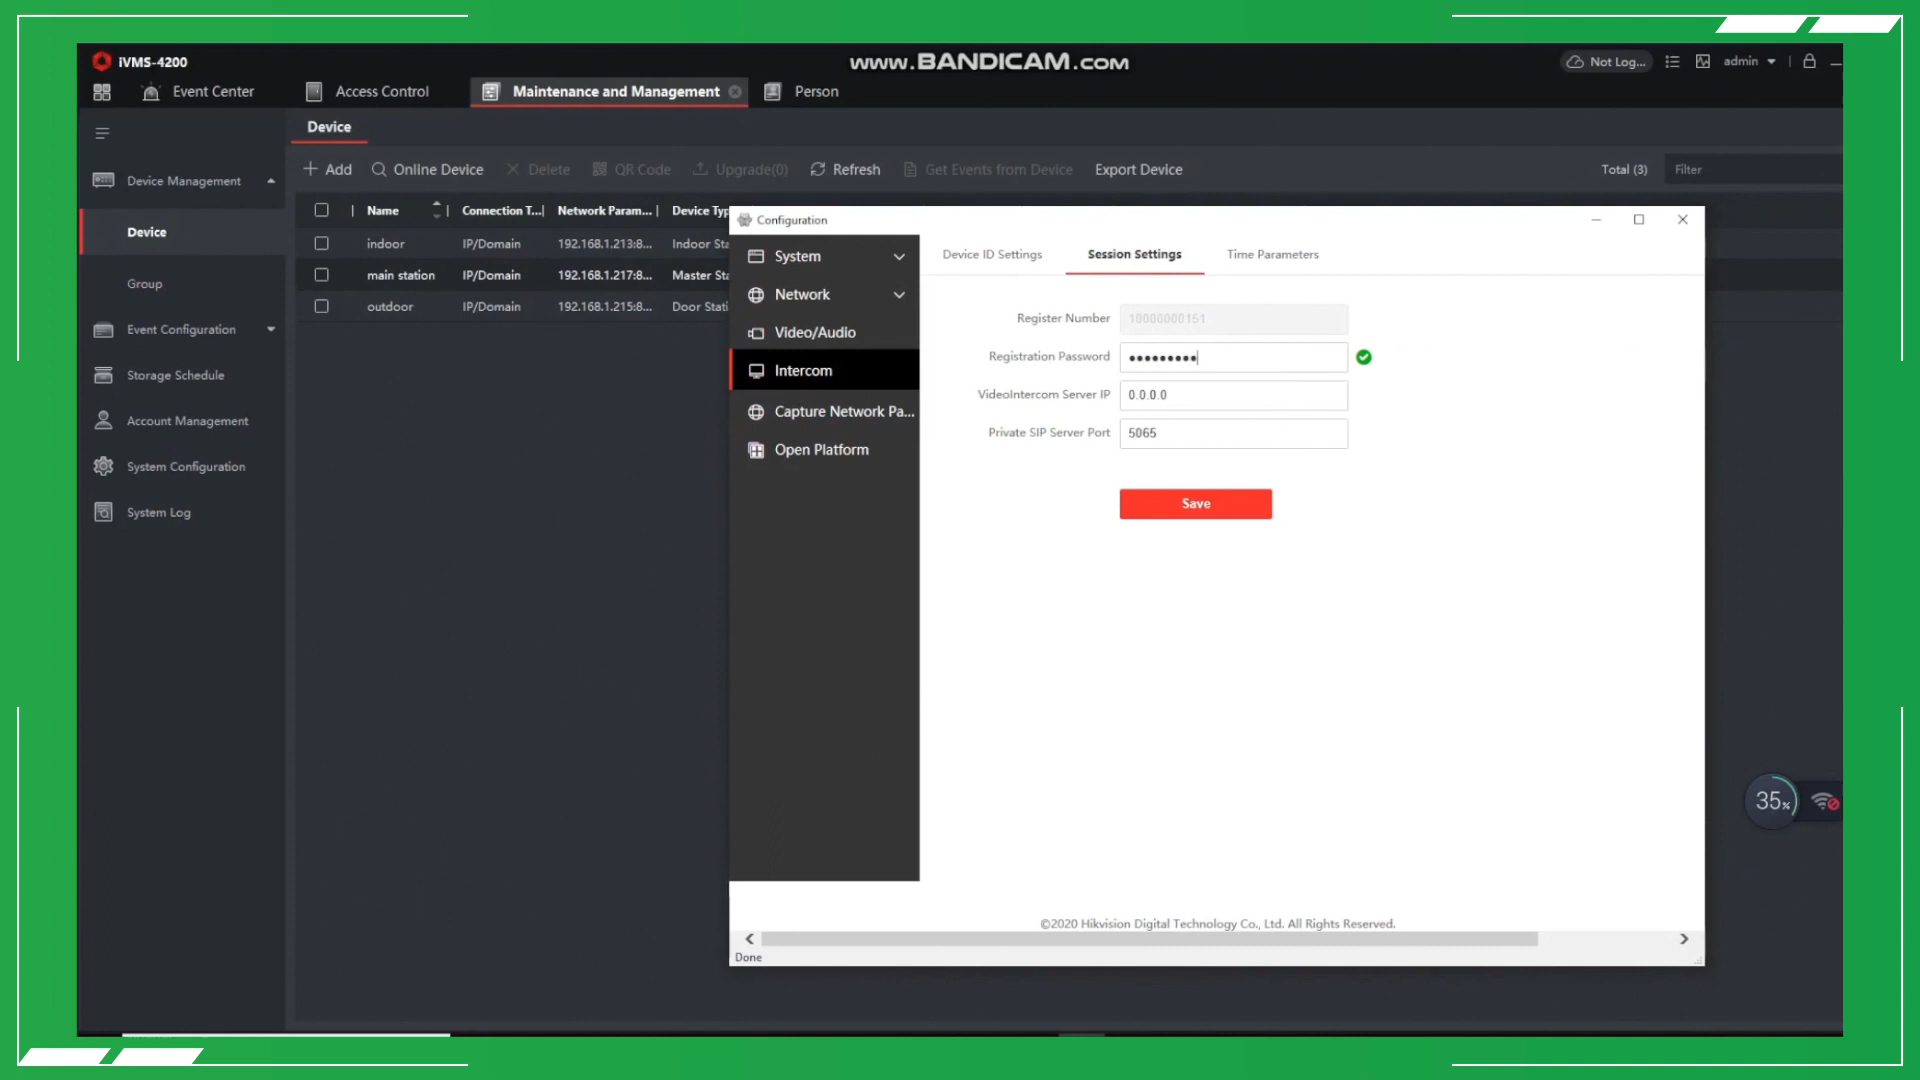 iVMS-4200
www.BANDICAM.com
Not Log...
admin
Event Center
Access Control
Maintenance and Management
Person
Device
Device Management
Device
Group
Event Configuration
Storage Schedule
Account Management
System Configuration
System Log
Add
Online Device
Delete
QR Code
Upgrade(0)
Refresh
Get Events from Device
Export Device
Total (3)
Filter
Name | Connection T...| Network Param... | Device Typ
indoor IP/Domain 192.168.1.213:8... Indoor Sta
main station IP/Domain 192.168.1.217:8... Master Sta
outdoor IP/Domain 192.168.1.215:8... Door Stati
Configuration
System
Network
Video/Audio
Intercom
Capture Network Pa...
Open Platform
Device ID Settings
Session Settings
Time Parameters
Register Number 10000000151
Registration Password •••••••••
VideoIntercom Server IP 0.0.0.0
Private SIP Server Port 5065
Save
©2020 Hikvision Digital Technology Co., Ltd. All Rights Reserved.
Done
35%